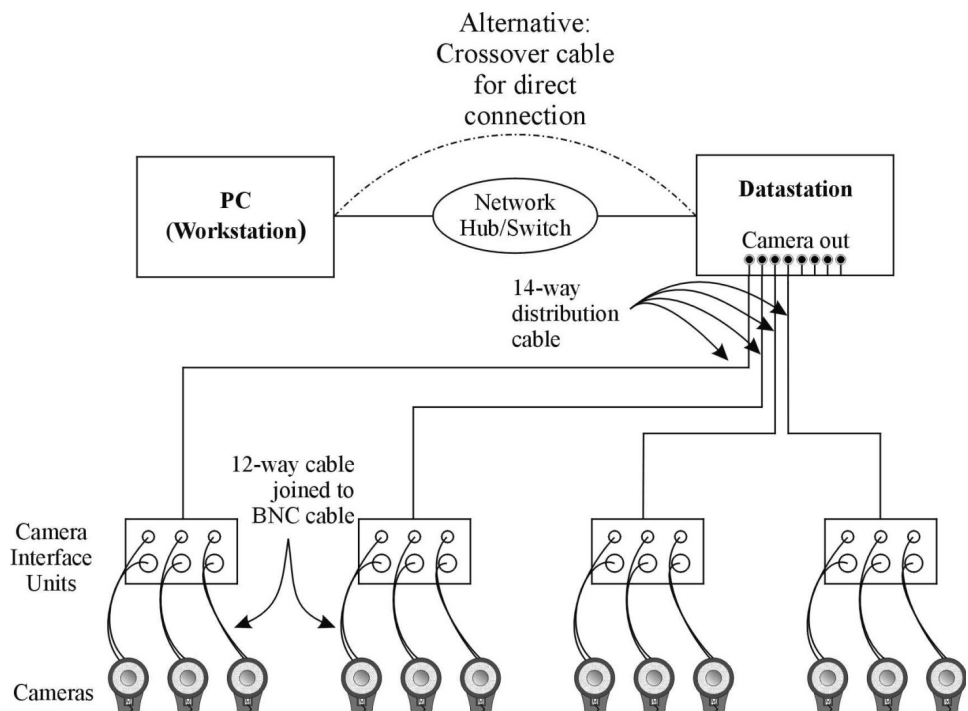 Alternative:
Crossover cable
for direct
connection
PC
(Workstation)
Network
Hub/Switch
Datastation
Camera out
14-way
distribution
cable
12-way cable
joined to
BNC cable
Camera
Interface
Units
Cameras